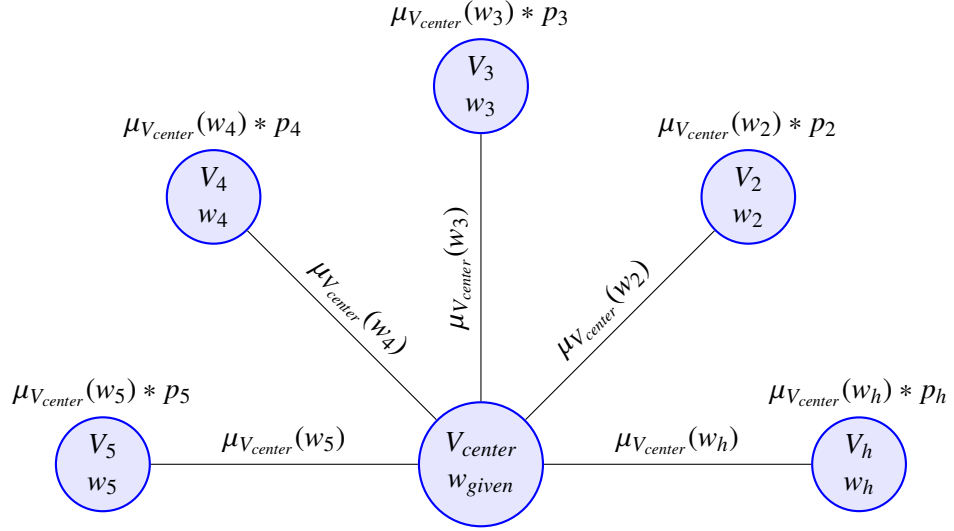 μ_{V_{center}}(w_3) * p_3
V_3
w_3
μ_{V_{center}}(w_4) * p_4
V_4
w_4
μ_{V_{center}}(w_2) * p_2
V_2
w_2
μ_{V_{center}}(w_3)
μ_{V_{center}}(w_4)
μ_{V_{center}}(w_2)
μ_{V_{center}}(w_5) * p_5
V_5
w_5
μ_{V_{center}}(w_5)
V_{center}
w_{given}
μ_{V_{center}}(w_h)
μ_{V_{center}}(w_h) * p_h
V_h
w_h